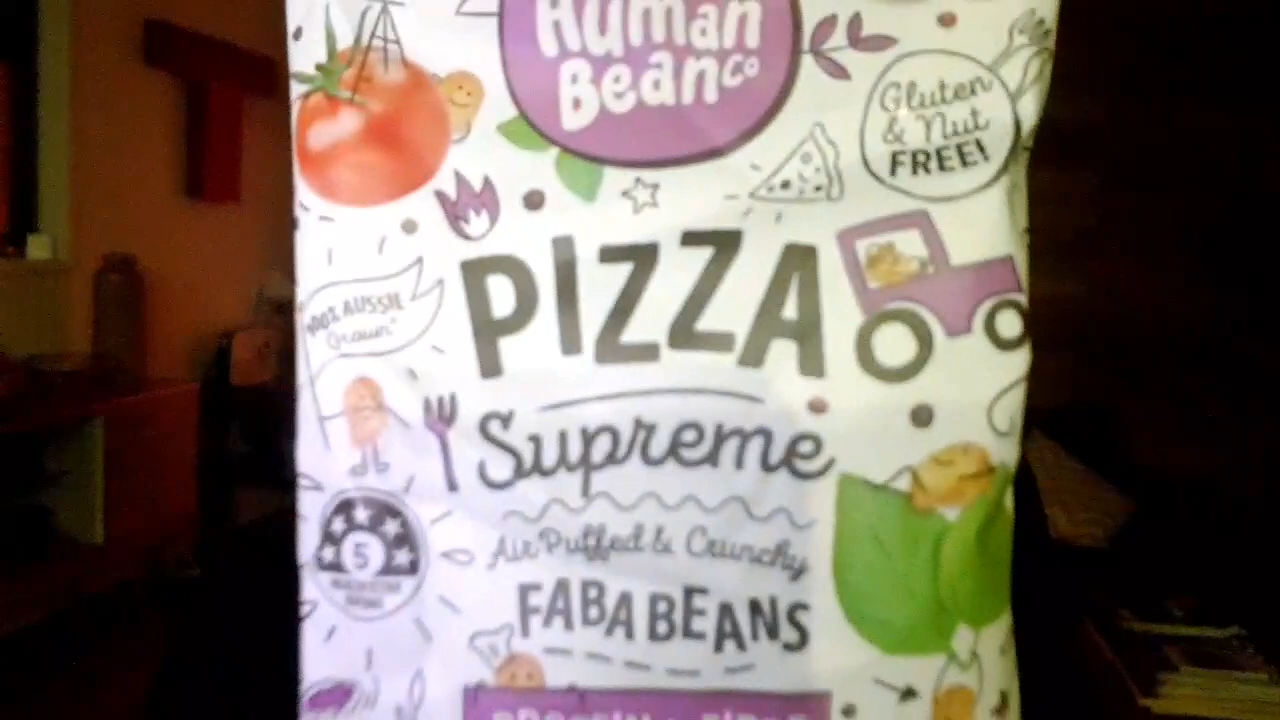 Human
Bean Co
Gluten
& Nut
FREE!
PIZZA
100% AUSSIE
Grown
Supreme
5
Air Puffed & Crunchy
FABA BEANS